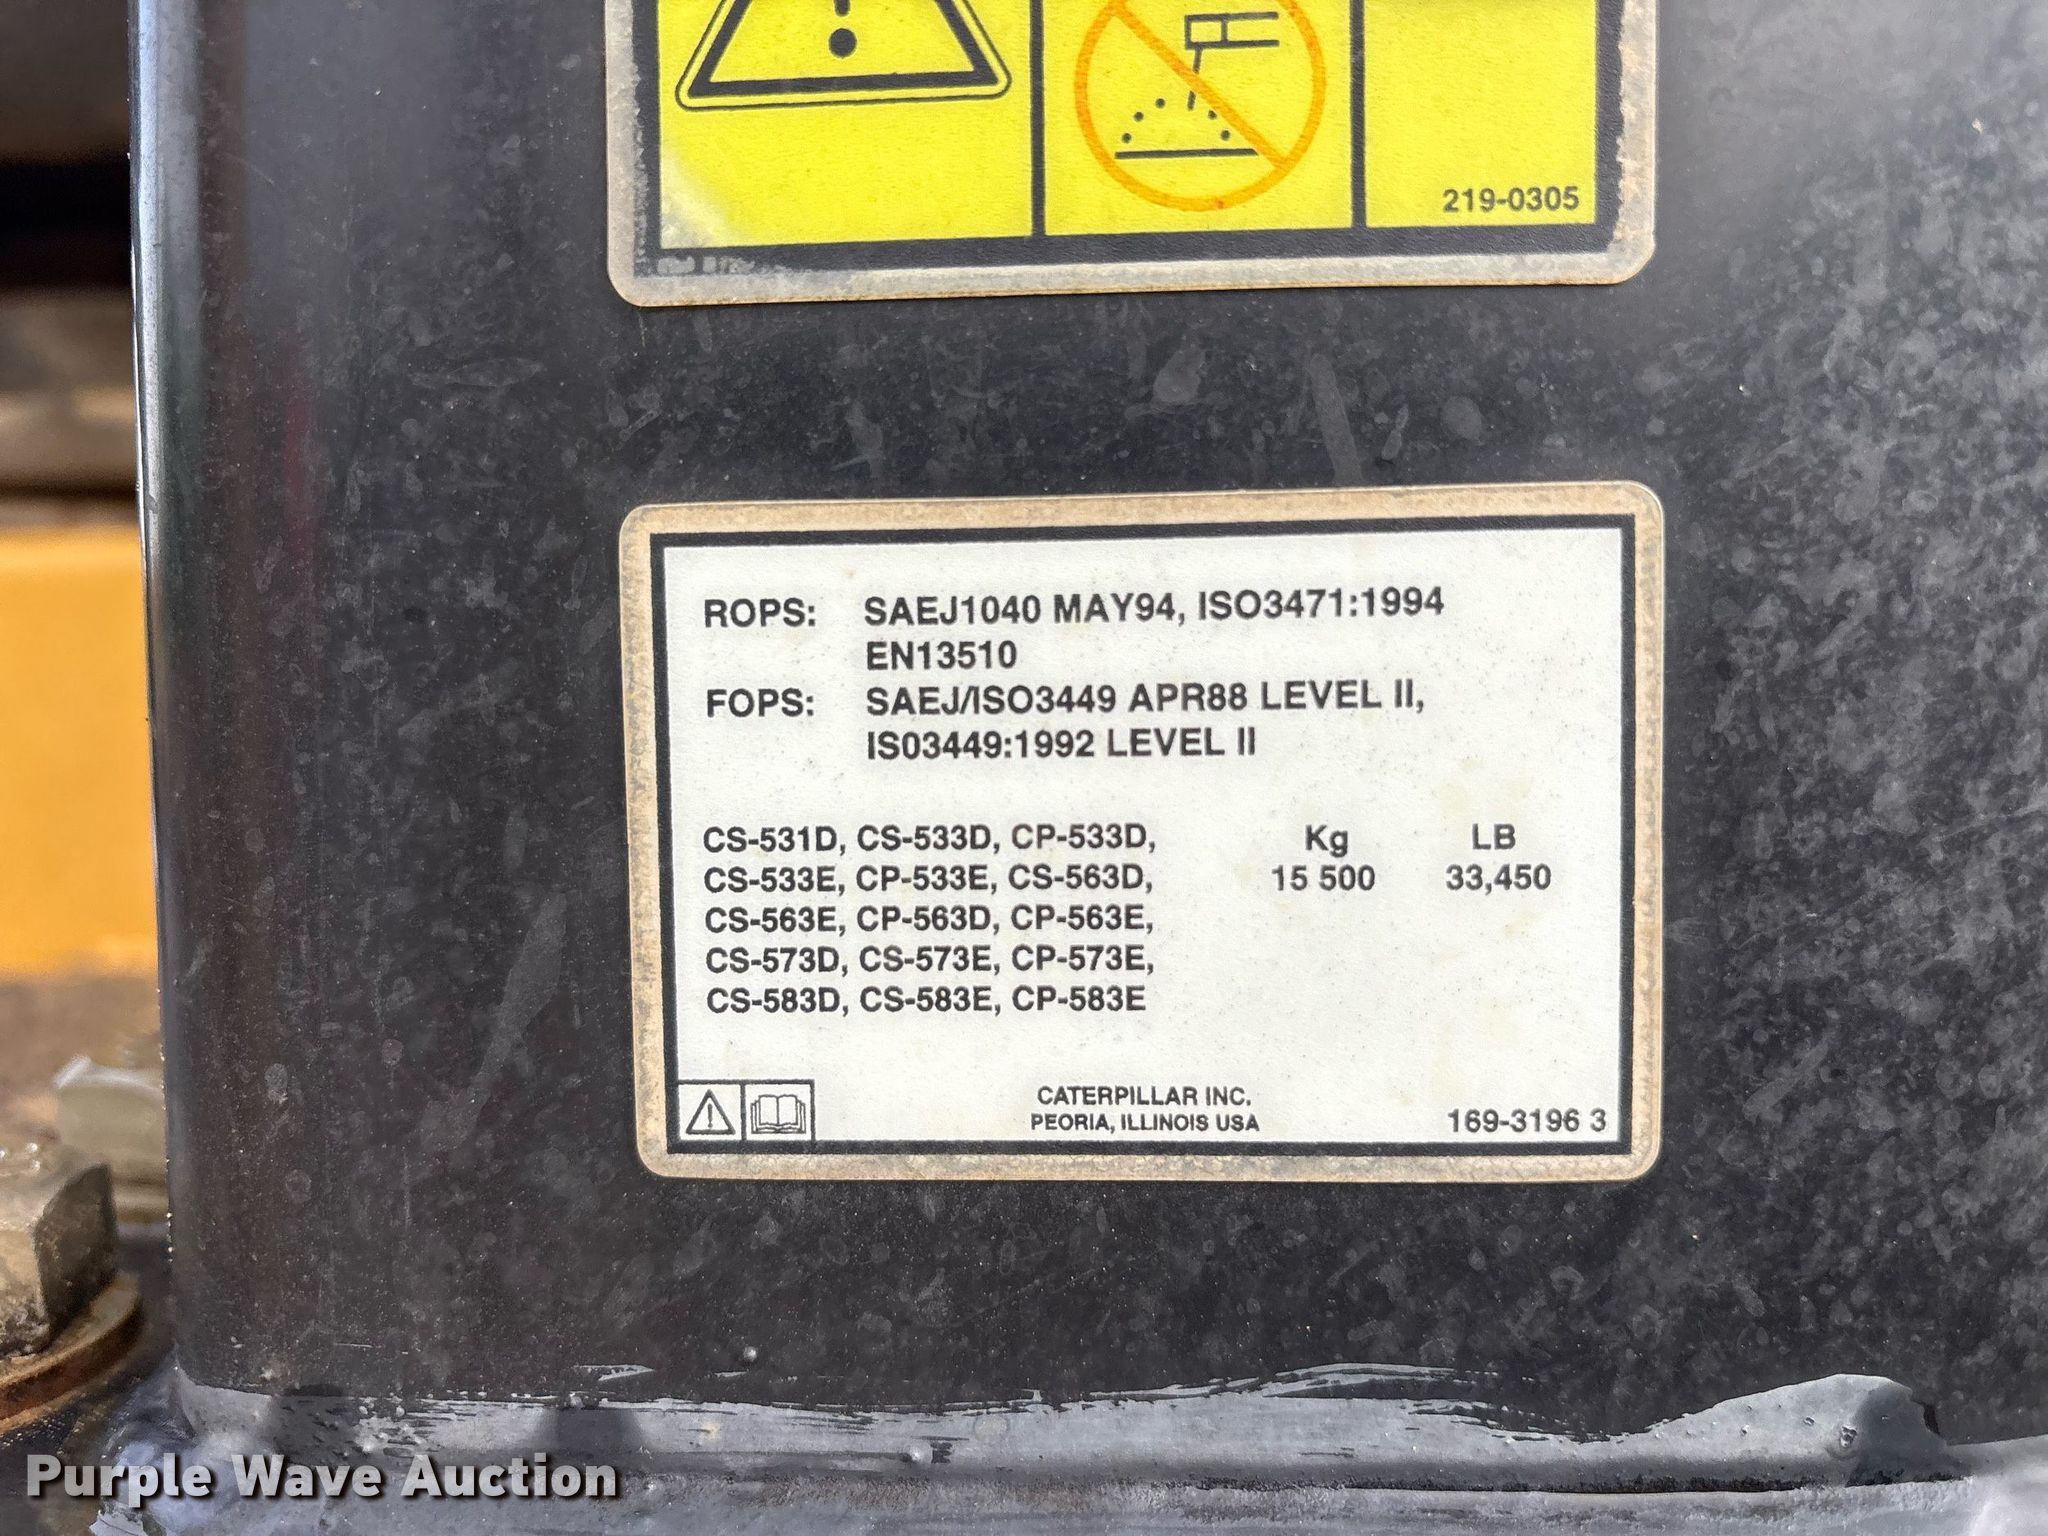 219-0305
ROPS: SAEJ1040 MAY94, ISO3471:1994
EN13510
FOPS: SAEJ/ISO3449 APR88 LEVEL II,
IS03449:1992 LEVEL II
CS-531D, CS-533D, CP-533D, Kg LB
CS-533E, CP-533E, CS-563D, 15 500 33,450
CS-563E, CP-563D, CP-563E,
CS-573D, CS-573E, CP-573E,
CS-583D, CS-583E, CP-583E
CATERPILLAR INC.
PEORIA, ILLINOIS USA
169-3196 3
Purple Wave Auction